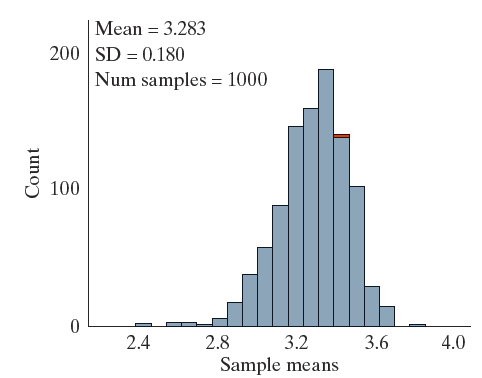 Mean = 3.283
SD = 0.180
Num samples = 1000
200
100
0
Count
2.4 2.8 3.2 3.6 4.0
Sample means